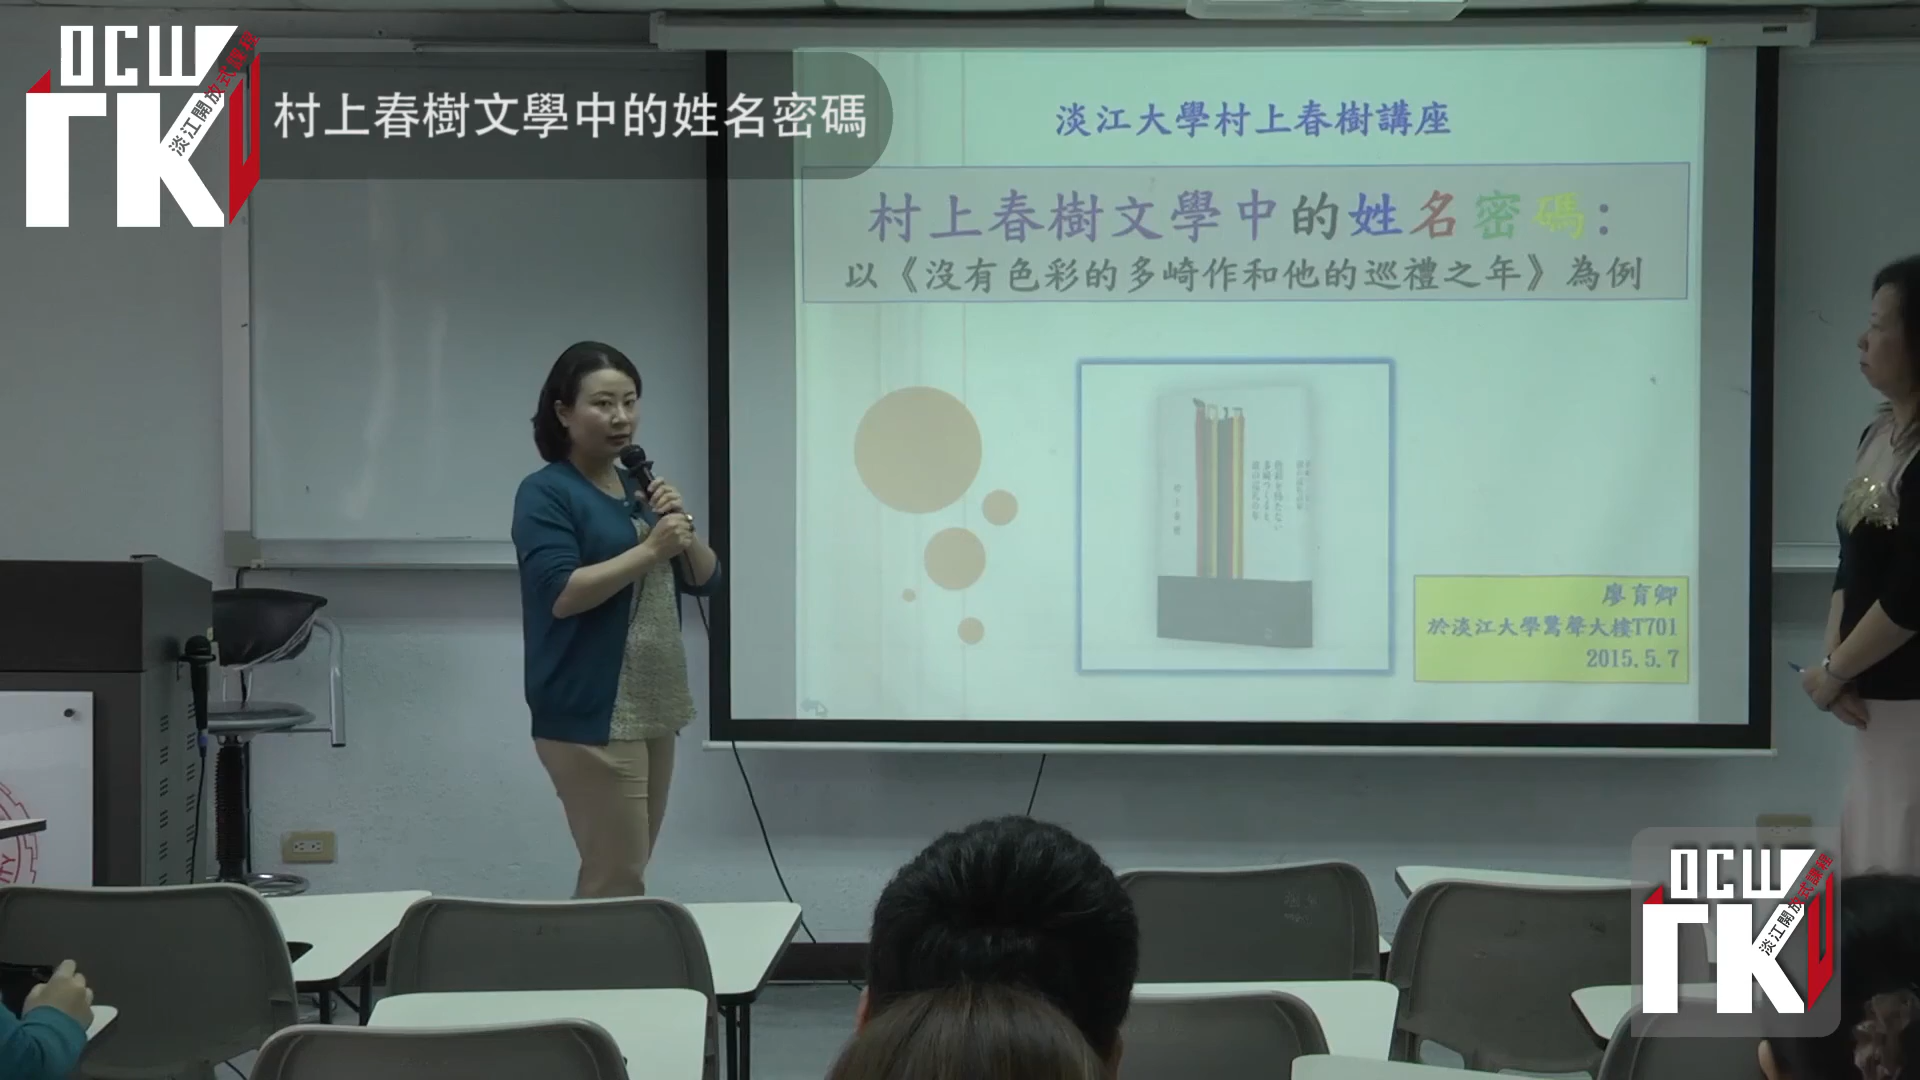 OCW
TKU
淡江開放式課程
村上春樹文學中的姓名密碼
淡江大學村上春樹講座
村上春樹文學中的姓名密碼:
以《沒有色彩的多崎作和他的巡禮之年》為例
廖育卿
於淡江大學驚聲大樓T701
2015.5.7
OCW
TKU
淡江開放式課程